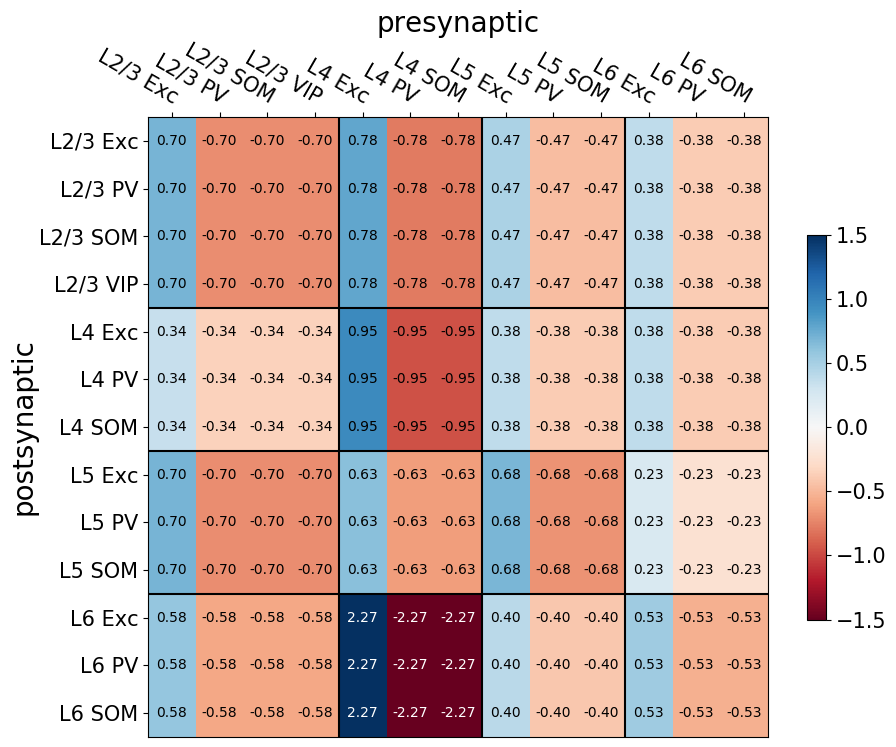 presynaptic
L2/3 Exc L2/3 PV L2/3 SOM L2/3 VIP L4 Exc L4 PV L4 SOM L5 Exc L5 PV L5 SOM L6 Exc L6 PV L6 SOM
postsynaptic
L2/3 Exc 0.70 -0.70 -0.70 -0.70 0.78 -0.78 -0.78 0.47 -0.47 -0.47 0.38 -0.38 -0.38
L2/3 PV 0.70 -0.70 -0.70 -0.70 0.78 -0.78 -0.78 0.47 -0.47 -0.47 0.38 -0.38 -0.38
L2/3 SOM 0.70 -0.70 -0.70 -0.70 0.78 -0.78 -0.78 0.47 -0.47 -0.47 0.38 -0.38 -0.38
L2/3 VIP 0.70 -0.70 -0.70 -0.70 0.78 -0.78 -0.78 0.47 -0.47 -0.47 0.38 -0.38 -0.38
L4 Exc 0.34 -0.34 -0.34 -0.34 0.95 -0.95 -0.95 0.38 -0.38 -0.38 0.38 -0.38 -0.38
L4 PV 0.34 -0.34 -0.34 -0.34 0.95 -0.95 -0.95 0.38 -0.38 -0.38 0.38 -0.38 -0.38
L4 SOM 0.34 -0.34 -0.34 -0.34 0.95 -0.95 -0.95 0.38 -0.38 -0.38 0.38 -0.38 -0.38
L5 Exc 0.70 -0.70 -0.70 -0.70 0.63 -0.63 -0.63 0.68 -0.68 -0.68 0.23 -0.23 -0.23
L5 PV 0.70 -0.70 -0.70 -0.70 0.63 -0.63 -0.63 0.68 -0.68 -0.68 0.23 -0.23 -0.23
L5 SOM 0.70 -0.70 -0.70 -0.70 0.63 -0.63 -0.63 0.68 -0.68 -0.68 0.23 -0.23 -0.23
L6 Exc 0.58 -0.58 -0.58 -0.58 2.27 -2.27 -2.27 0.40 -0.40 -0.40 0.53 -0.53 -0.53
L6 PV 0.58 -0.58 -0.58 -0.58 2.27 -2.27 -2.27 0.40 -0.40 -0.40 0.53 -0.53 -0.53
L6 SOM 0.58 -0.58 -0.58 -0.58 2.27 -2.27 -2.27 0.40 -0.40 -0.40 0.53 -0.53 -0.53
1.5
1.0
0.5
0.0
−0.5
−1.0
−1.5